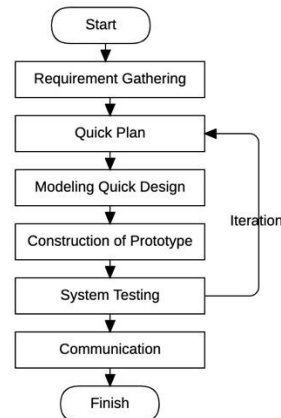 Start
Requirement Gathering
Quick Plan
Modeling Quick Design
Iteration
Construction of Prototype
System Testing
Communication
Finish